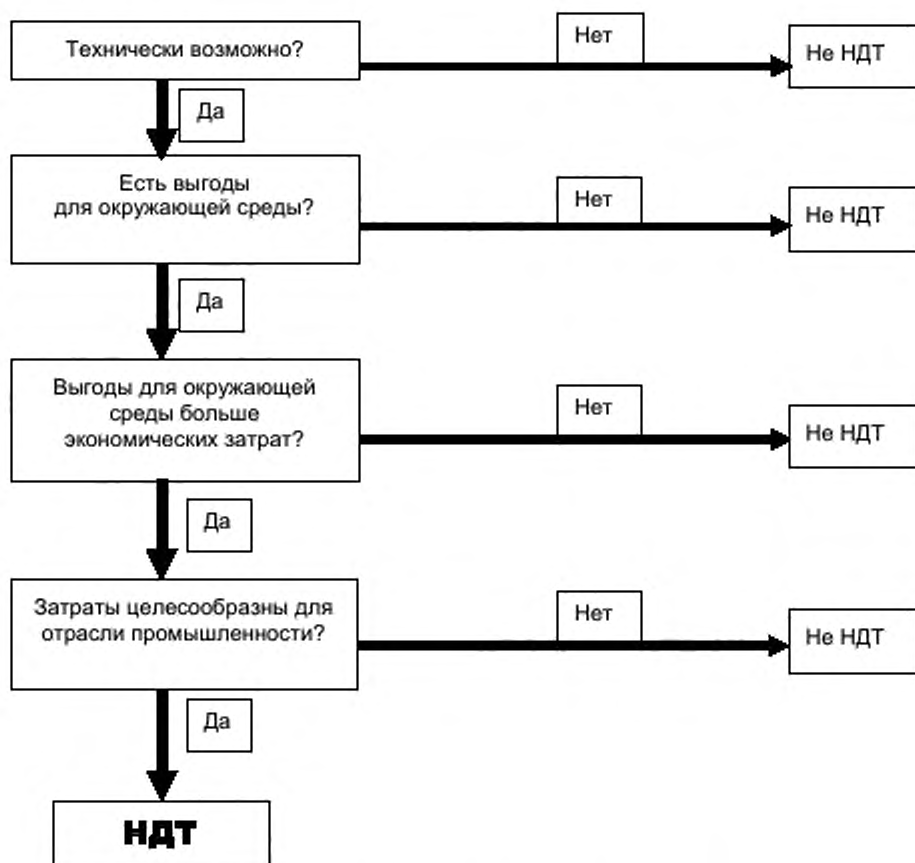 Технически возможно?
Нет
Не НДТ
Да
Есть выгоды
для окружающей среды?
Нет
Не НДТ
Да
Выгоды для окружающей
среды больше
экономических затрат?
Нет
Не НДТ
Да
Затраты целесообразны для
отрасли промышленности?
Нет
Не НДТ
Да
НДТ